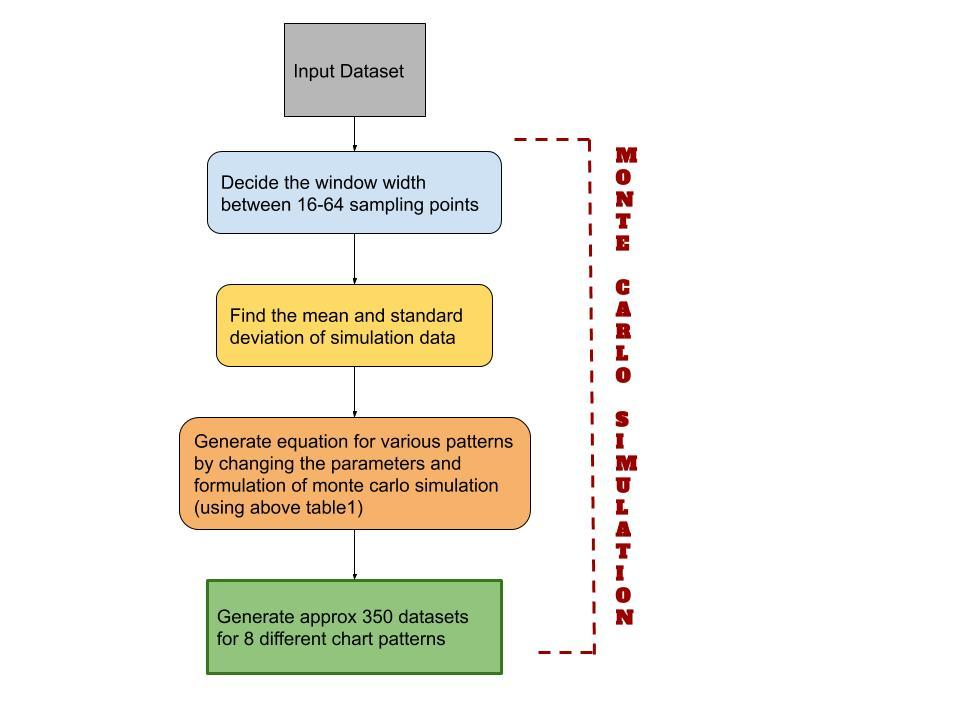 Input Dataset
Decide the window width
between 16-64 sampling points
Find the mean and standard
deviation of simulation data
Generate equation for various patterns
by changing the parameters and
formulation of monte carlo simulation
(using above table1)
Generate approx 350 datasets
for 8 different chart patterns
MONTE CARLO SIMULATION